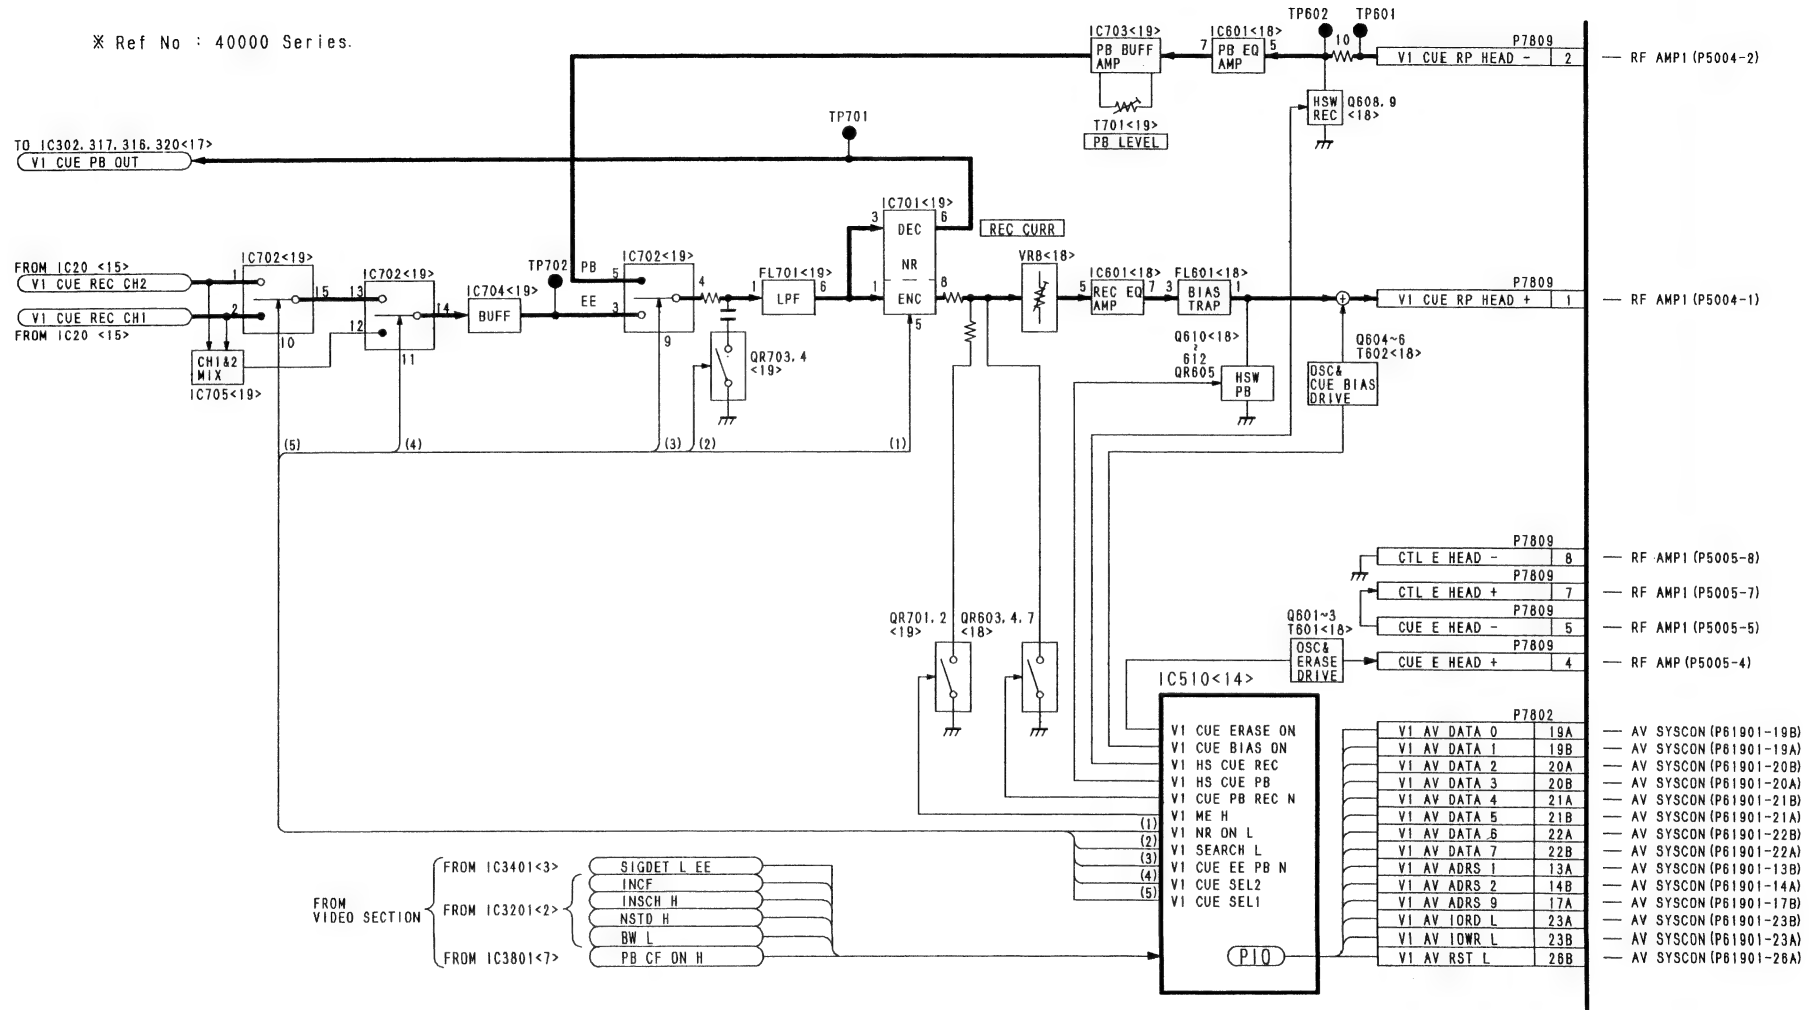 ※ Ref No : 40000 Series.
TP602
TP601
IC703<19>
PB BUFF
AMP
7
IC601<18>
PB EQ
AMP
5
10
P7809
V1 CUE RP HEAD - 2
RF AMP1(P5004-2)
T701<19>
PB LEVEL
HSW
REC
Q608.9
<18>
TP701
TO IC302.317.316.320<17>
V1 CUE PB OUT
IC701<19>
3
DEC
6
NR
1
ENC
8
5
REC CURR
FROM IC20 <15>
V1 CUE REC CH2
V1 CUE REC CH1
FROM IC20 <15>
IC702<19>
1
2
15
10
CH1&2
MIX
IC705<19>
IC702<19>
13
12
14
11
IC704<19>
BUFF
TP702
PB
EE
IC702<19>
5
3
4
9
QR703.4
<19>
FL701<19>
1
LPF
6
VR8<18>
IC601<18>
5
REC EQ
AMP
7
FL601<18>
3
BIAS
TRAP
1
P7809
V1 CUE RP HEAD + 1
RF AMP1(P5004-1)
Q610<18>
~
612
QR605
HSW
PB
Q604~6
T602<18>
OSC&
CUE BIAS
DRIVE
(5)
(4)
(3)
(2)
(1)
P7809
CTL E HEAD - 8
RF AMP1(P5005-8)
P7809
CTL E HEAD + 7
RF AMP1(P5005-7)
P7809
CUE E HEAD - 5
RF AMP1(P5005-5)
P7809
CUE E HEAD + 4
RF AMP(P5005-4)
Q601~3
T601<18>
OSC&
ERASE
DRIVE
QR701.2
<19>
QR603.4.7
<18>
IC510<14>
V1 CUE ERASE ON
V1 CUE BIAS ON
V1 HS CUE REC
V1 HS CUE PB
V1 CUE PB REC N
V1 ME H
(1) V1 NR ON L
(2) V1 SEARCH L
(3) V1 CUE EE PB N
(4) V1 CUE SEL2
(5) V1 CUE SEL1
PIO
P7802
V1 AV DATA 0 19A AV SYSCON(P61901-19B)
V1 AV DATA 1 19B AV SYSCON(P61901-19A)
V1 AV DATA 2 20A AV SYSCON(P61901-20B)
V1 AV DATA 3 20B AV SYSCON(P61901-20A)
V1 AV DATA 4 21A AV SYSCON(P61901-21B)
V1 AV DATA 5 21B AV SYSCON(P61901-21A)
V1 AV DATA 6 22A AV SYSCON(P61901-22B)
V1 AV DATA 7 22B AV SYSCON(P61901-22A)
V1 AV ADRS 1 13A AV SYSCON(P61901-13B)
V1 AV ADRS 2 14B AV SYSCON(P61901-14A)
V1 AV ADRS 9 17A AV SYSCON(P61901-17B)
V1 AV IORD L 23A AV SYSCON(P61901-23B)
V1 AV IOWR L 23B AV SYSCON(P61901-23A)
V1 AV RST L 26B AV SYSCON(P61901-26A)
FROM
VIDEO SECTION
FROM IC3401<3>
FROM IC3201<2>
FROM IC3801<7>
SIGDET L EE
INCF
INSCH H
NSTD H
BW L
PB CF ON H